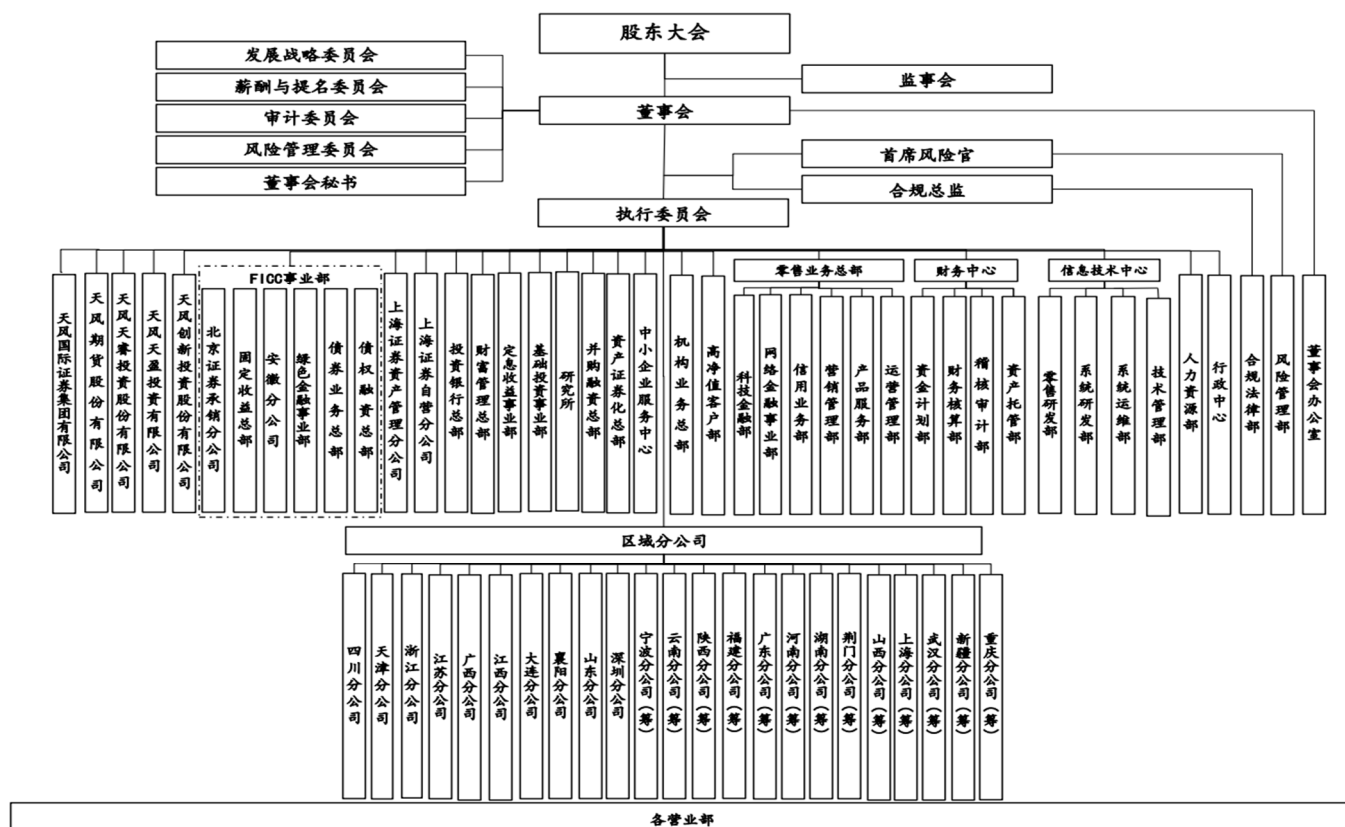 股东大会
发展战略委员会
薪酬与提名委员会
审计委员会
风险管理委员会
董事会秘书
监事会
董事会
首席风险官
合规总监
执行委员会
天风国际证券集团有限公司
天风期货股份有限公司
天风天睿投资股份有限公司
天风天盈投资有限公司
天风创新投资股份有限公司
FICC事业部
北京证券承销分公司
固定收益总部
安徽分公司
绿色金融事业部
债券业务总部
债权融资总部
上海证券资产管理分公司
上海证券自营分公司
投资银行总部
财富管理总部
定息收益事业部
基础投资事业部
研究所
并购融资总部
资产证券化总部
中小企业服务中心
机构业务总部
高净值客户部
零售业务总部
科技金融部
网络金融事业部
信用业务部
营销管理部
产品服务部
运营管理部
财务中心
资金计划部
财务核算部
稽核审计部
资产托管部
信息技术中心
零售研发部
系统研发部
系统运维部
技术管理部
人力资源部
行政中心
合规法律部
风险管理部
董事会办公室
区域分公司
四川分公司
天津分公司
浙江分公司
江苏分公司
广西分公司
江西分公司
大连分公司
襄阳分公司
山东分公司
深圳分公司
宁波分公司(筹)
云南分公司(筹)
陕西分公司(筹)
福建分公司(筹)
广东分公司(筹)
河南分公司(筹)
湖南分公司(筹)
荆门分公司(筹)
山西分公司(筹)
上海分公司(筹)
武汉分公司(筹)
新疆分公司(筹)
重庆分公司(筹)
各营业部